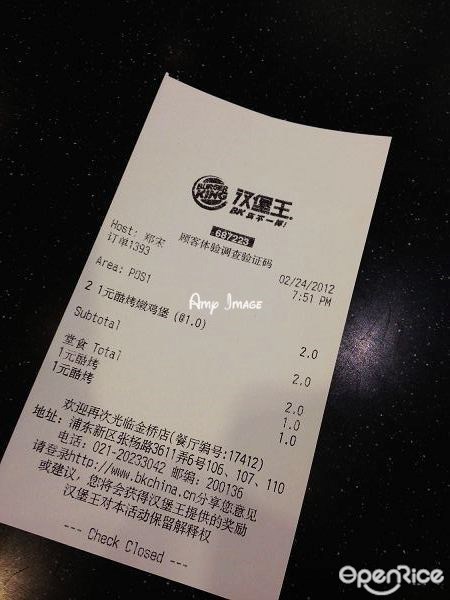 BURGER KING 汉堡王
BK 真不一样!
687223
顾客体验调查验证码
Host: 郑宋 02/24/2012
订单1393 7:51 PM
Area: POS1
2 1元酷烤嫩鸡堡 (@1.0) 2.0
Subtotal 2.0
堂食 Total 2.0
1元酷烤 1.0
1元酷烤 1.0
欢迎再次光临金桥店(餐厅编号:17412)
地址: 浦东新区张杨路3611弄6号106, 107, 110
电话: 021-20233042 邮编: 200136
请登录http://www.bkchina.cn分享您意见
或建议, 您将会获得汉堡王提供的奖励
汉堡王对本活动保留解释权
--- Check Closed ---
Amp Image
OpenRice